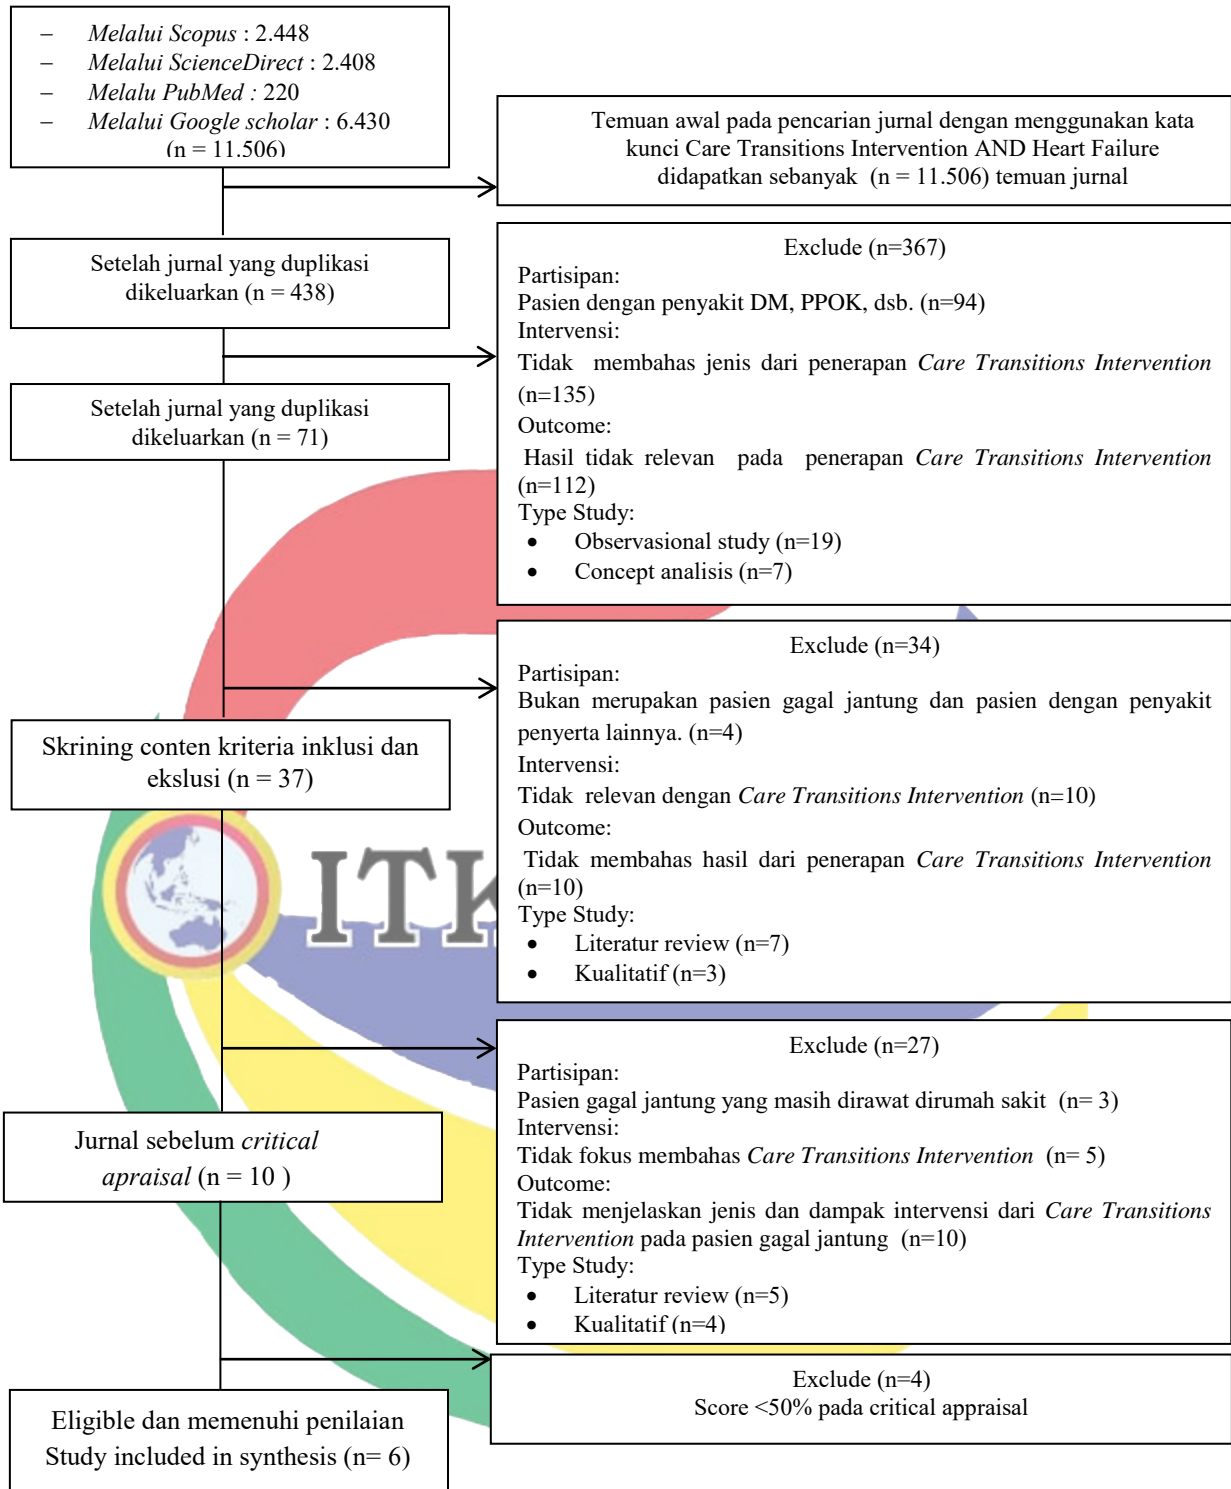 – Melalui Scopus : 2.448
– Melalui ScienceDirect : 2.408
– Melalu PubMed : 220
– Melalui Google scholar : 6.430
(n = 11.506)
Temuan awal pada pencarian jurnal dengan menggunakan kata
kunci Care Transitions Intervention AND Heart Failure
didapatkan sebanyak (n = 11.506) temuan jurnal
Setelah jurnal yang duplikasi
dikeluarkan (n = 438)
Exclude (n=367)
Partisipan:
Pasien dengan penyakit DM, PPOK, dsb. (n=94)
Intervensi:
Tidak membahas jenis dari penerapan Care Transitions Intervention
(n=135)
Outcome:
Hasil tidak relevan pada penerapan Care Transitions Intervention
(n=112)
Type Study:
• Observasional study (n=19)
• Concept analisis (n=7)
Setelah jurnal yang duplikasi
dikeluarkan (n = 71)
Exclude (n=34)
Partisipan:
Bukan merupakan pasien gagal jantung dan pasien dengan penyakit
penyerta lainnya. (n=4)
Intervensi:
Tidak relevan dengan Care Transitions Intervention (n=10)
Outcome:
Tidak membahas hasil dari penerapan Care Transitions Intervention
(n=10)
Type Study:
• Literatur review (n=7)
• Kualitatif (n=3)
Skrining conten kriteria inklusi dan
ekslusi (n = 37)
ITK
Exclude (n=27)
Partisipan:
Pasien gagal jantung yang masih dirawat dirumah sakit (n= 3)
Intervensi:
Tidak fokus membahas Care Transitions Intervention (n= 5)
Outcome:
Tidak menjelaskan jenis dan dampak intervensi dari Care Transitions
Intervention pada pasien gagal jantung (n=10)
Type Study:
• Literatur review (n=5)
• Kualitatif (n=4)
Jurnal sebelum critical
apraisal (n = 10 )
Exclude (n=4)
Score <50% pada critical appraisal
Eligible dan memenuhi penilaian
Study included in synthesis (n= 6)